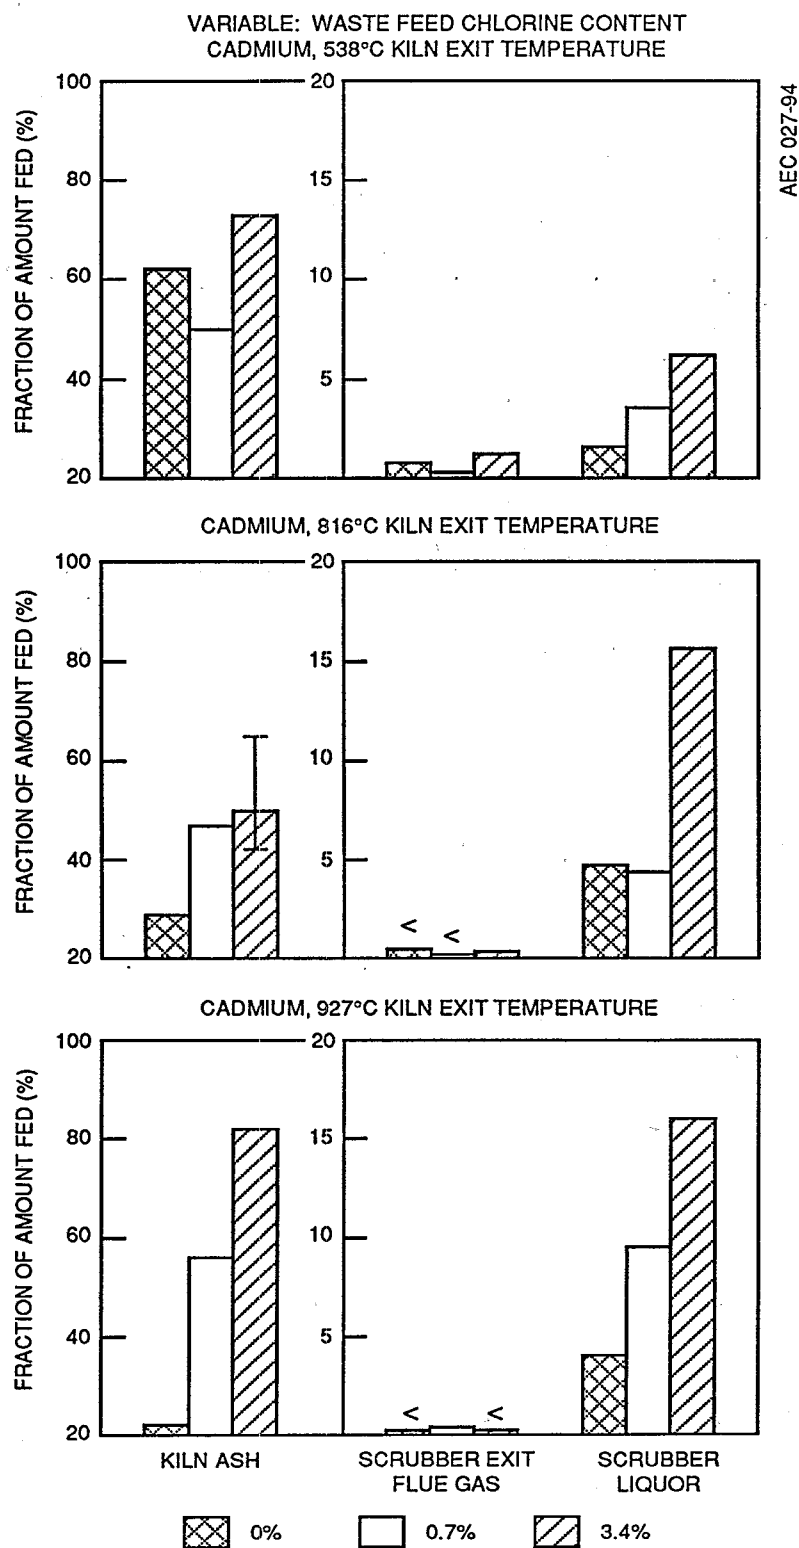 VARIABLE: WASTE FEED CHLORINE CONTENT
CADMIUM, 538°C KILN EXIT TEMPERATURE
AEC 027-94
FRACTION OF AMOUNT FED (%)
100
80
60
40
20
20
15
10
5
CADMIUM, 816°C KILN EXIT TEMPERATURE
FRACTION OF AMOUNT FED (%)
100
80
60
40
20
20
15
10
5
<
<
CADMIUM, 927°C KILN EXIT TEMPERATURE
FRACTION OF AMOUNT FED (%)
100
80
60
40
20
20
15
10
5
<
<
KILN ASH
SCRUBBER EXIT
FLUE GAS
SCRUBBER
LIQUOR
0%
0.7%
3.4%